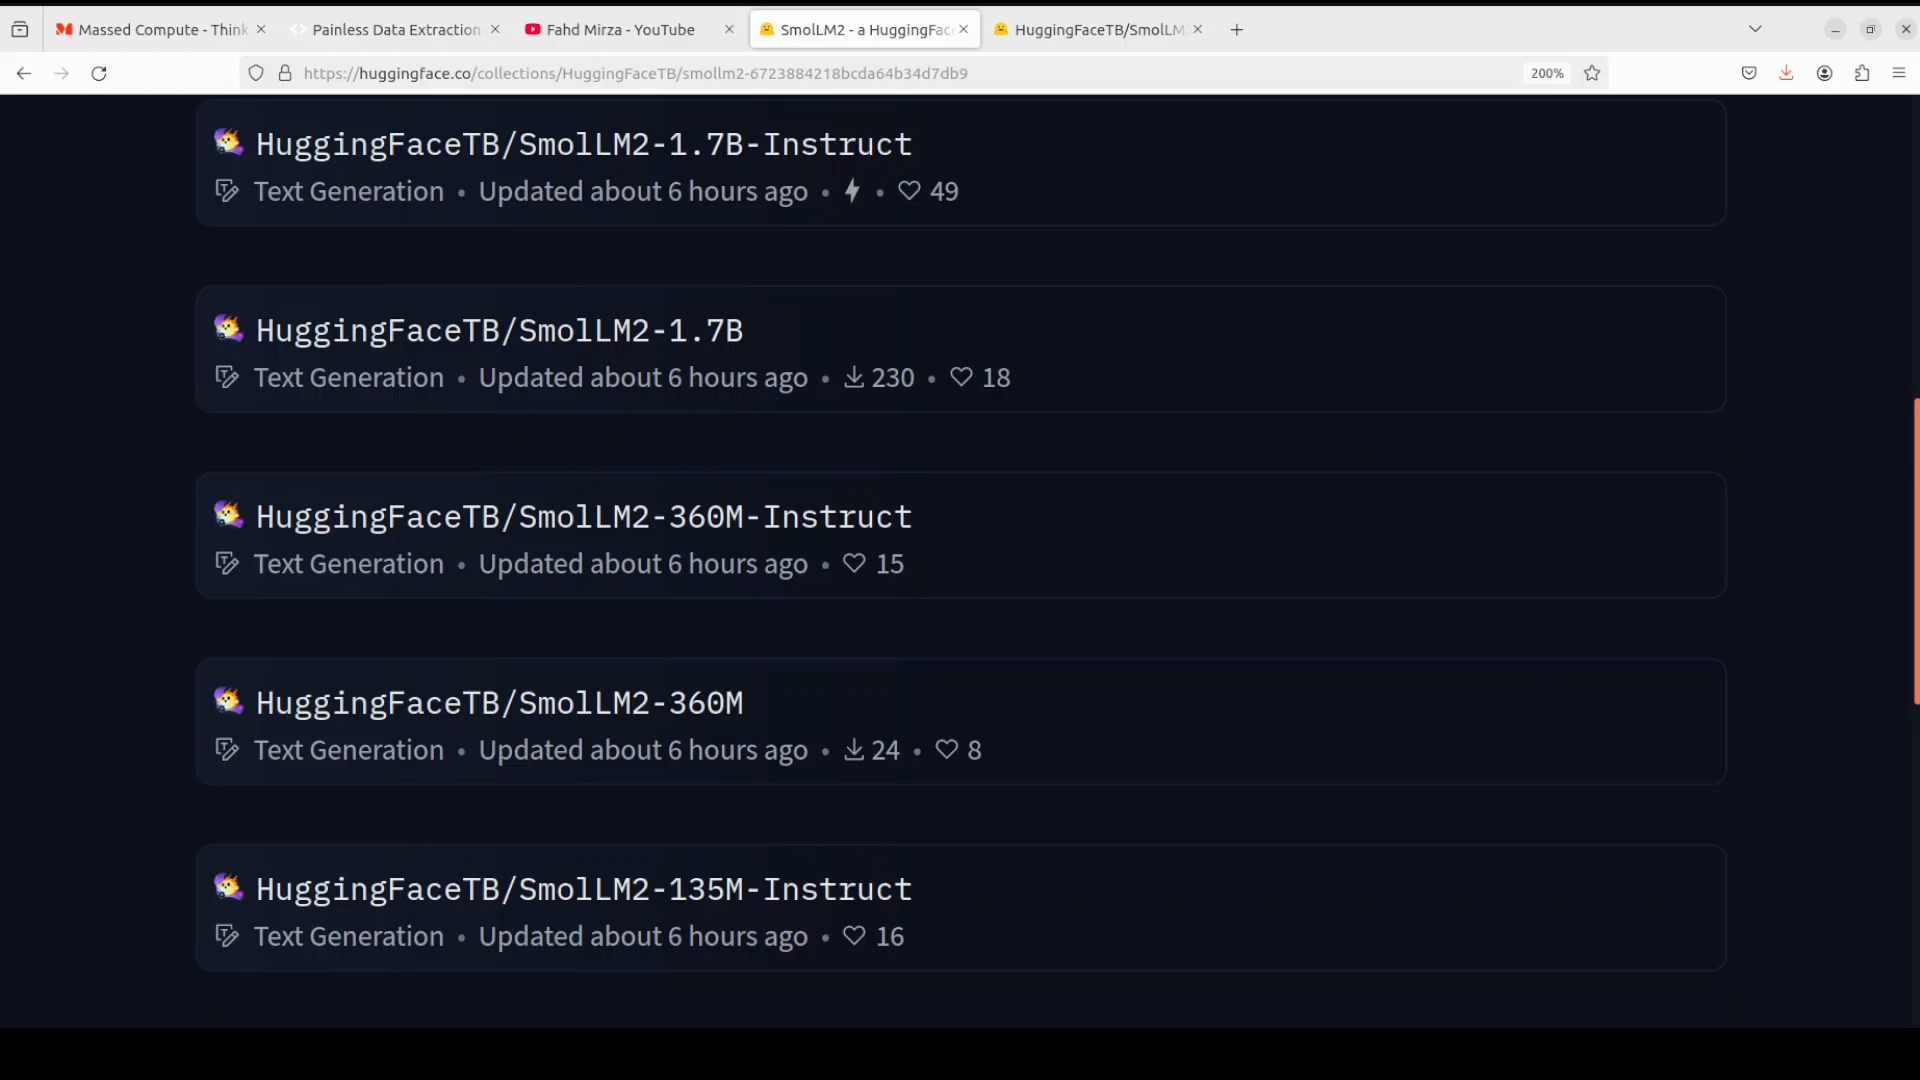 Massed Compute - Think
Painless Data Extraction
Fahd Mirza - YouTube
SmolLM2 - a HuggingFac
HuggingFaceTB/SmolLM
https://huggingface.co/collections/HuggingFaceTB/smollm2-6723884218bcda64b34d7db9
200%
HuggingFaceTB/SmolLM2-1.7B-Instruct
Text Generation • Updated about 6 hours ago • • 49
HuggingFaceTB/SmolLM2-1.7B
Text Generation • Updated about 6 hours ago • 230 • 18
HuggingFaceTB/SmolLM2-360M-Instruct
Text Generation • Updated about 6 hours ago • 15
HuggingFaceTB/SmolLM2-360M
Text Generation • Updated about 6 hours ago • 24 • 8
HuggingFaceTB/SmolLM2-135M-Instruct
Text Generation • Updated about 6 hours ago • 16